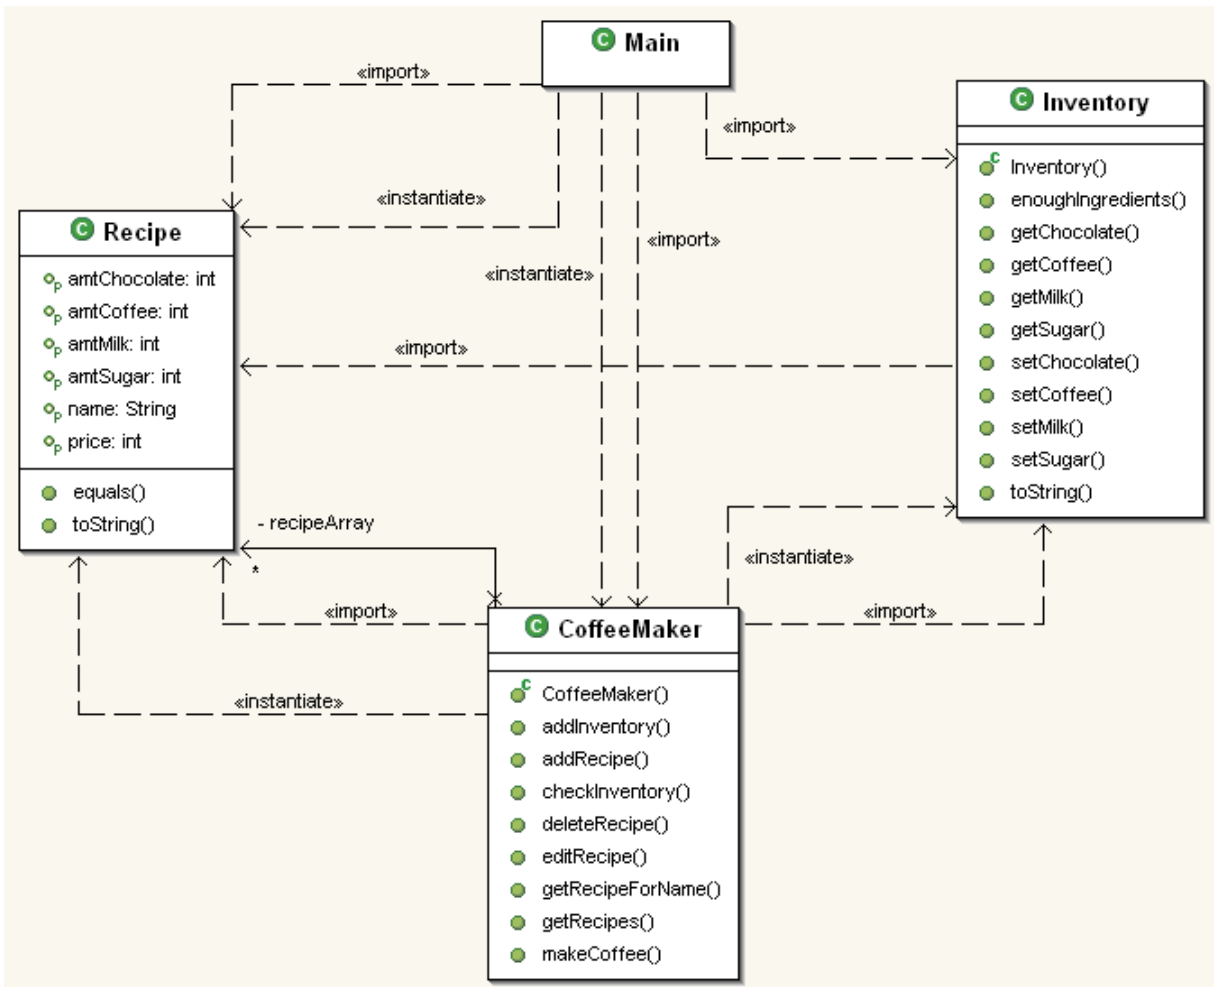 C Main
«import»
«import»
«instantiate»
«import»
«instantiate»
C Recipe
amtChocolate: int
amtCoffee: int
amtMilk: int
amtSugar: int
name: String
price: int
equals()
toString()
C Inventory
Inventory()
enoughIngredients()
getChocolate()
getCoffee()
getMilk()
getSugar()
setChocolate()
setCoffee()
setMilk()
setSugar()
toString()
«import»
- recipeArray
*
«import»
«instantiate»
«instantiate»
«import»
C CoffeeMaker
CoffeeMaker()
addInventory()
addRecipe()
checkInventory()
deleteRecipe()
editRecipe()
getRecipeForName()
getRecipes()
makeCoffee()